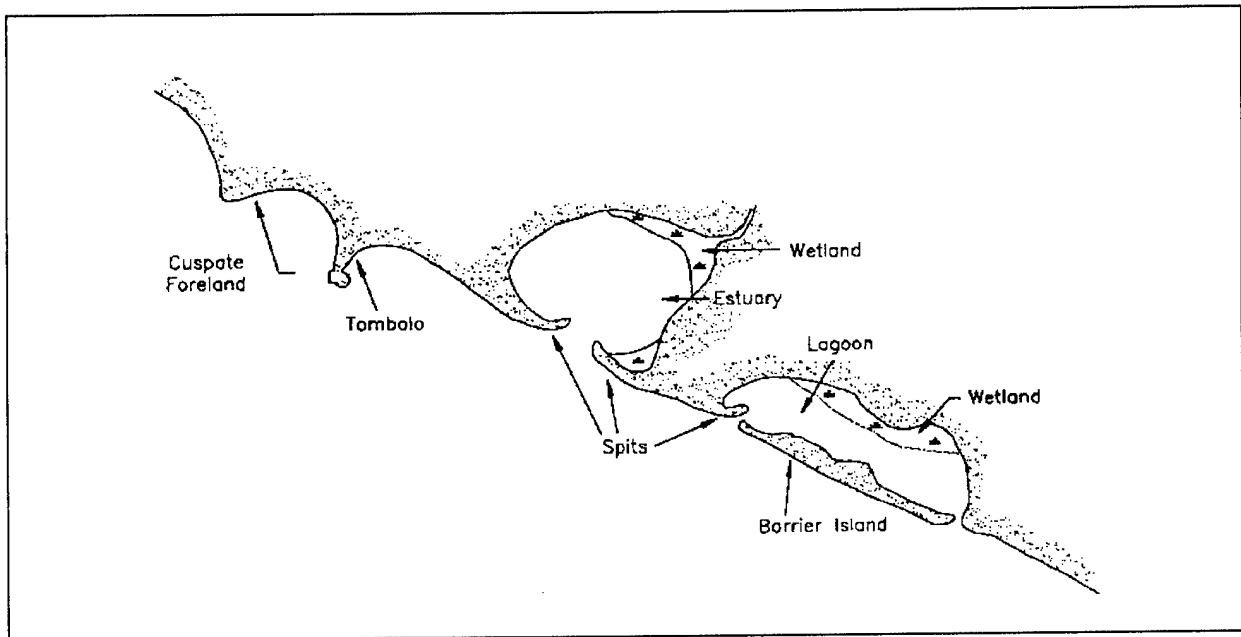 Wetland
Cuspate
Foreland
Estuary
Tombolo
Lagoon
Wetland
Spits
Barrier Island